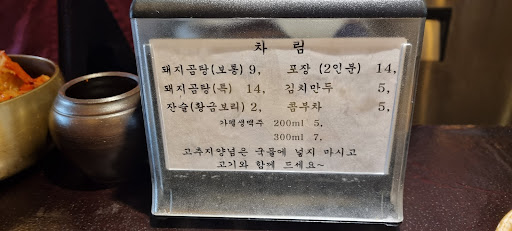 차 림
돼지곰탕(보통) 9, 포장 (2인분) 14,
돼지곰탕(특) 14, 김치만두 5,
잔술(황금보리) 2, 콤부차 5,
가펭생맥주 200ml 5.
300ml 7.
고추지양념은 국물에 넣지 마시고
고기와 함께 드세요~